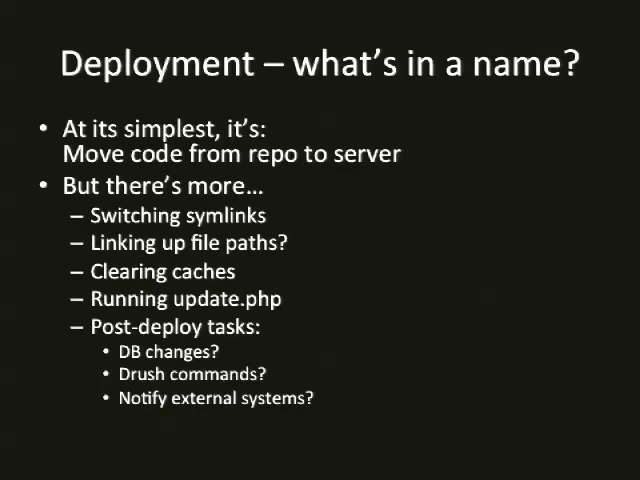 Deployment – what's in a name?
• At its simplest, it's:
Move code from repo to server
• But there's more…
– Switching symlinks
– Linking up file paths?
– Clearing caches
– Running update.php
– Post-deploy tasks:
• DB changes?
• Drush commands?
• Notify external systems?